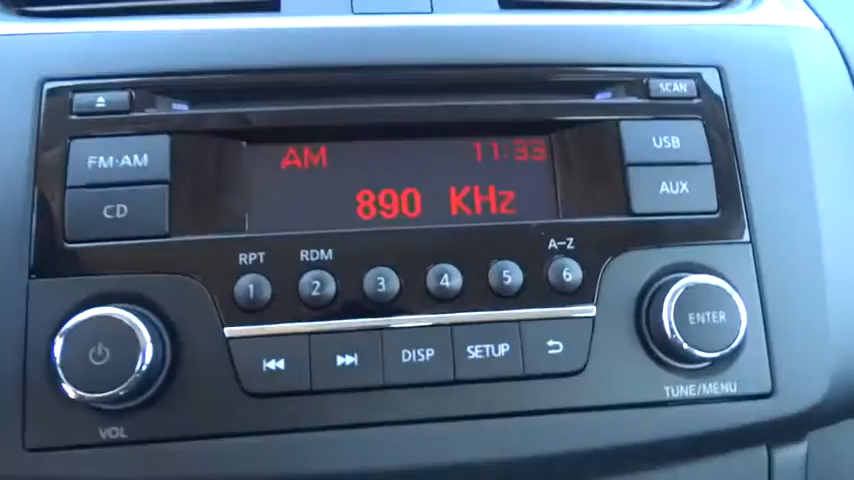 SCAN
FM·AM
AM
11:33
USB
CD
890 KHz
AUX
RPT RDM A–Z
1 2 3 4 5 6
ENTER
DISP SETUP
TUNE/MENU
VOL